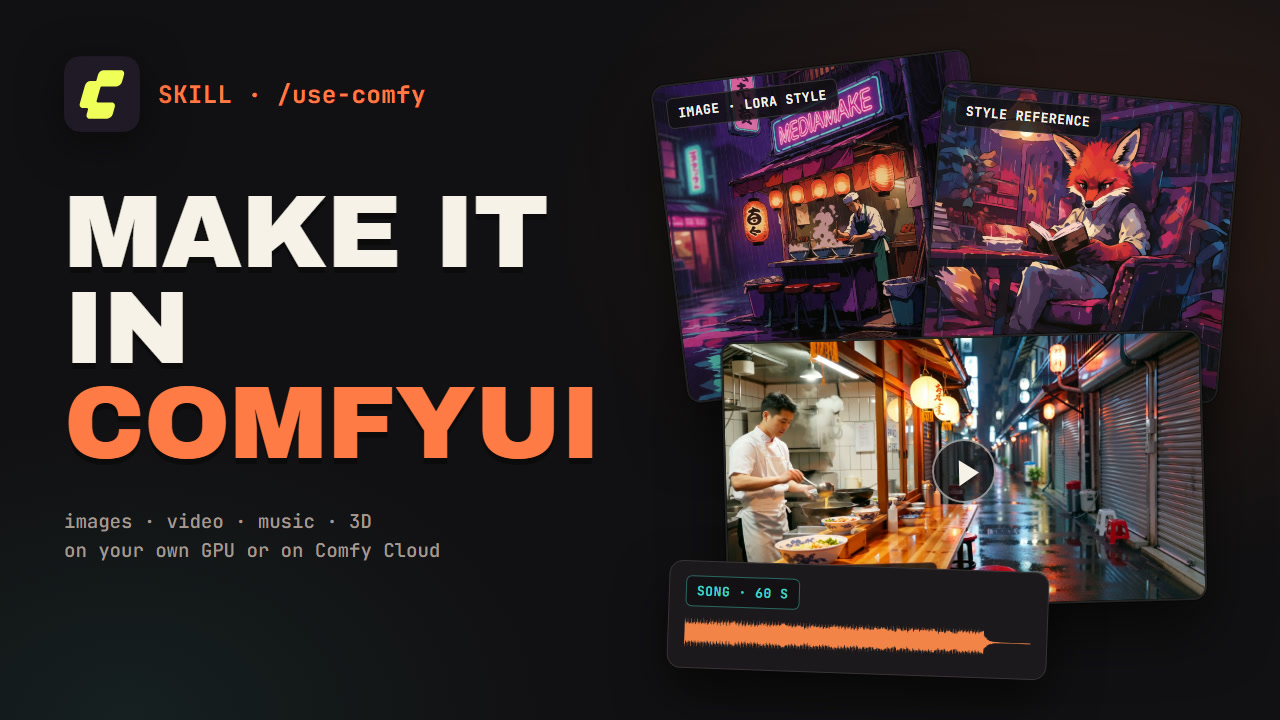 SKILL · /use-comfy
MAKE IT
IN
COMFYUI
images · video · music · 3D
on your own GPU or on Comfy Cloud
IMAGE · LORA STYLE
MEDIAMAKE
STYLE REFERENCE
SONG · 60 S